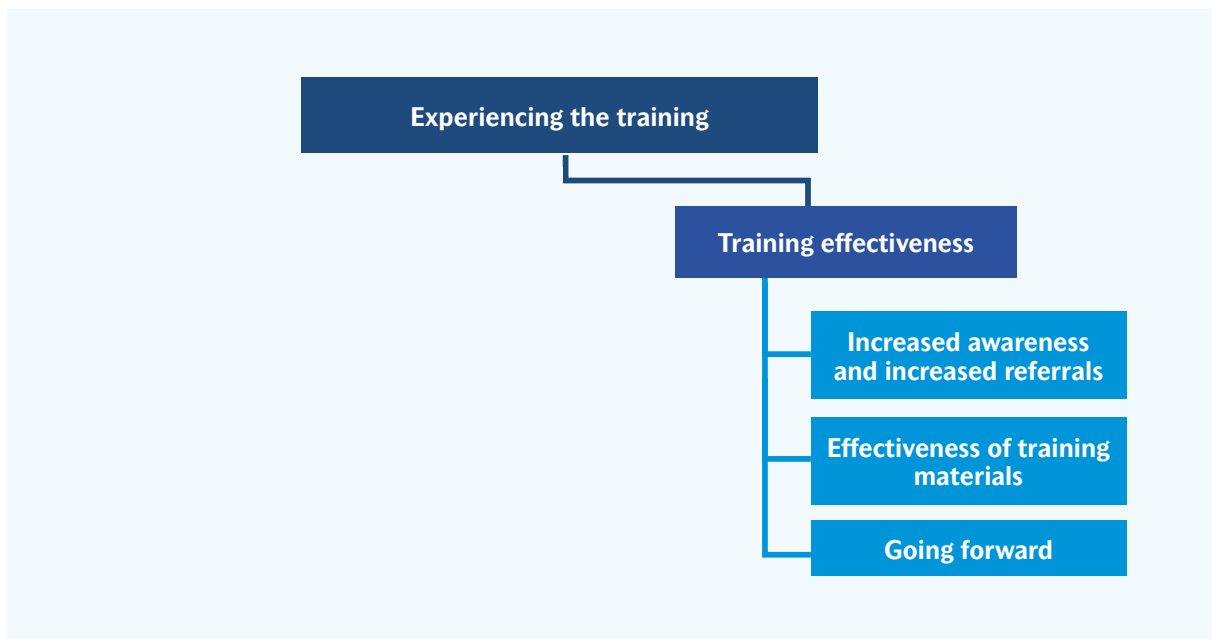 Experiencing the training
Training effectiveness
Increased awareness
and increased referrals
Effectiveness of training
materials
Going forward